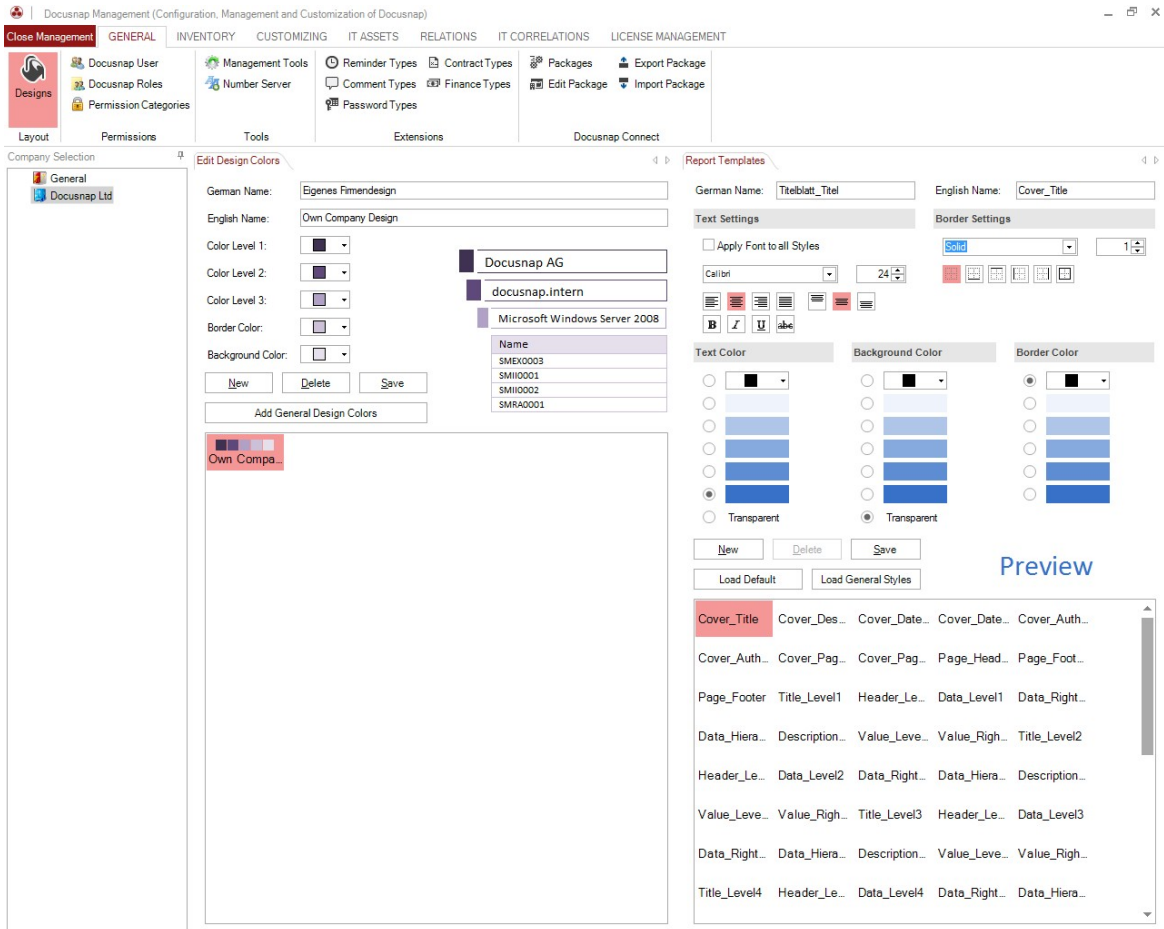 Docusnap Management (Configuration, Management and Customization of Docusnap)
Close Management GENERAL INVENTORY CUSTOMIZING IT ASSETS RELATIONS IT CORRELATIONS LICENSE MANAGEMENT
Designs
Layout
Docusnap User
Docusnap Roles
Permission Categories
Permissions
Management Tools
Number Server
Tools
Reminder Types Contract Types
Comment Types Finance Types
Password Types
Extensions
Packages Export Package
Edit Package Import Package
Docusnap Connect
Company Selection
General
Docusnap Ltd
Edit Design Colors
German Name: Eigenes Firmendesign
English Name: Own Company Design
Color Level 1:
Color Level 2:
Color Level 3:
Border Color:
Background Color:
Docusnap AG
docusnap.intern
Microsoft Windows Server 2008
Name
SMEX0003
SMII0001
SMII0002
SMRA0001
New Delete Save
Add General Design Colors
Own Compa...
Report Templates
German Name: Titelblatt_Titel English Name: Cover_Title
Text Settings
Apply Font to all Styles
Calibri 24
B I U abc
Border Settings
Solid 1
Text Color Background Color Border Color
Transparent Transparent
New Delete Save
Load Default Load General Styles
Preview
Cover_Title Cover_Des... Cover_Date... Cover_Date... Cover_Auth...
Cover_Auth... Cover_Pag... Cover_Pag... Page_Head... Page_Foot...
Page_Footer Title_Level1 Header_Le... Data_Level1 Data_Right...
Data_Hiera... Description... Value_Leve... Value_Righ... Title_Level2
Header_Le... Data_Level2 Data_Right... Data_Hiera... Description...
Value_Leve... Value_Righ... Title_Level3 Header_Le... Data_Level3
Data_Right... Data_Hiera... Description... Value_Leve... Value_Righ...
Title_Level4 Header_Le... Data_Level4 Data_Right... Data_Hiera...